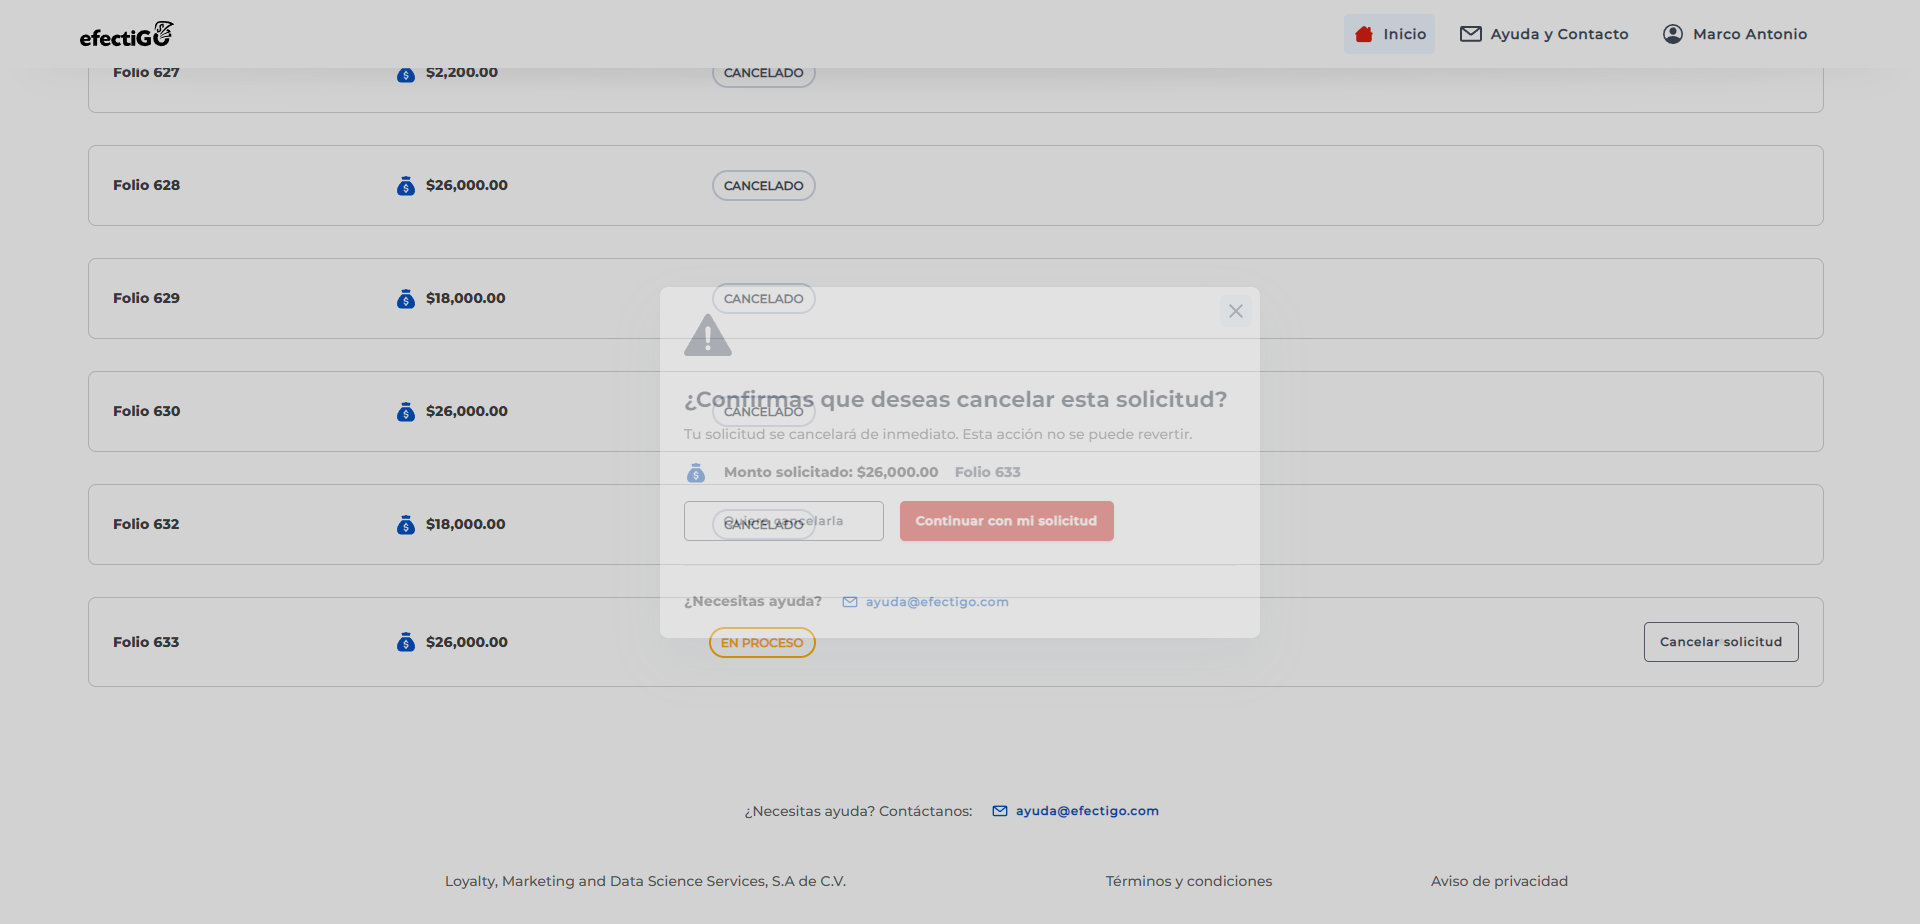 efectiGO
Inicio
Ayuda y Contacto
Marco Antonio
Folio 627
$2,200.00
CANCELADO
Folio 628
$26,000.00
CANCELADO
Folio 629
$18,000.00
CANCELADO
Folio 630
$26,000.00
CANCELADO
Folio 632
$18,000.00
CANCELADO
Folio 633
$26,000.00
EN PROCESO
Cancelar solicitud
¿Confirmas que deseas cancelar esta solicitud?
Tu solicitud se cancelará de inmediato. Esta acción no se puede revertir.
Monto solicitado: $26,000.00 Folio 633
Quiero cancelarla
Continuar con mi solicitud
¿Necesitas ayuda? ayuda@efectigo.com
¿Necesitas ayuda? Contáctanos: ayuda@efectigo.com
Loyalty, Marketing and Data Science Services, S.A de C.V.
Términos y condiciones
Aviso de privacidad